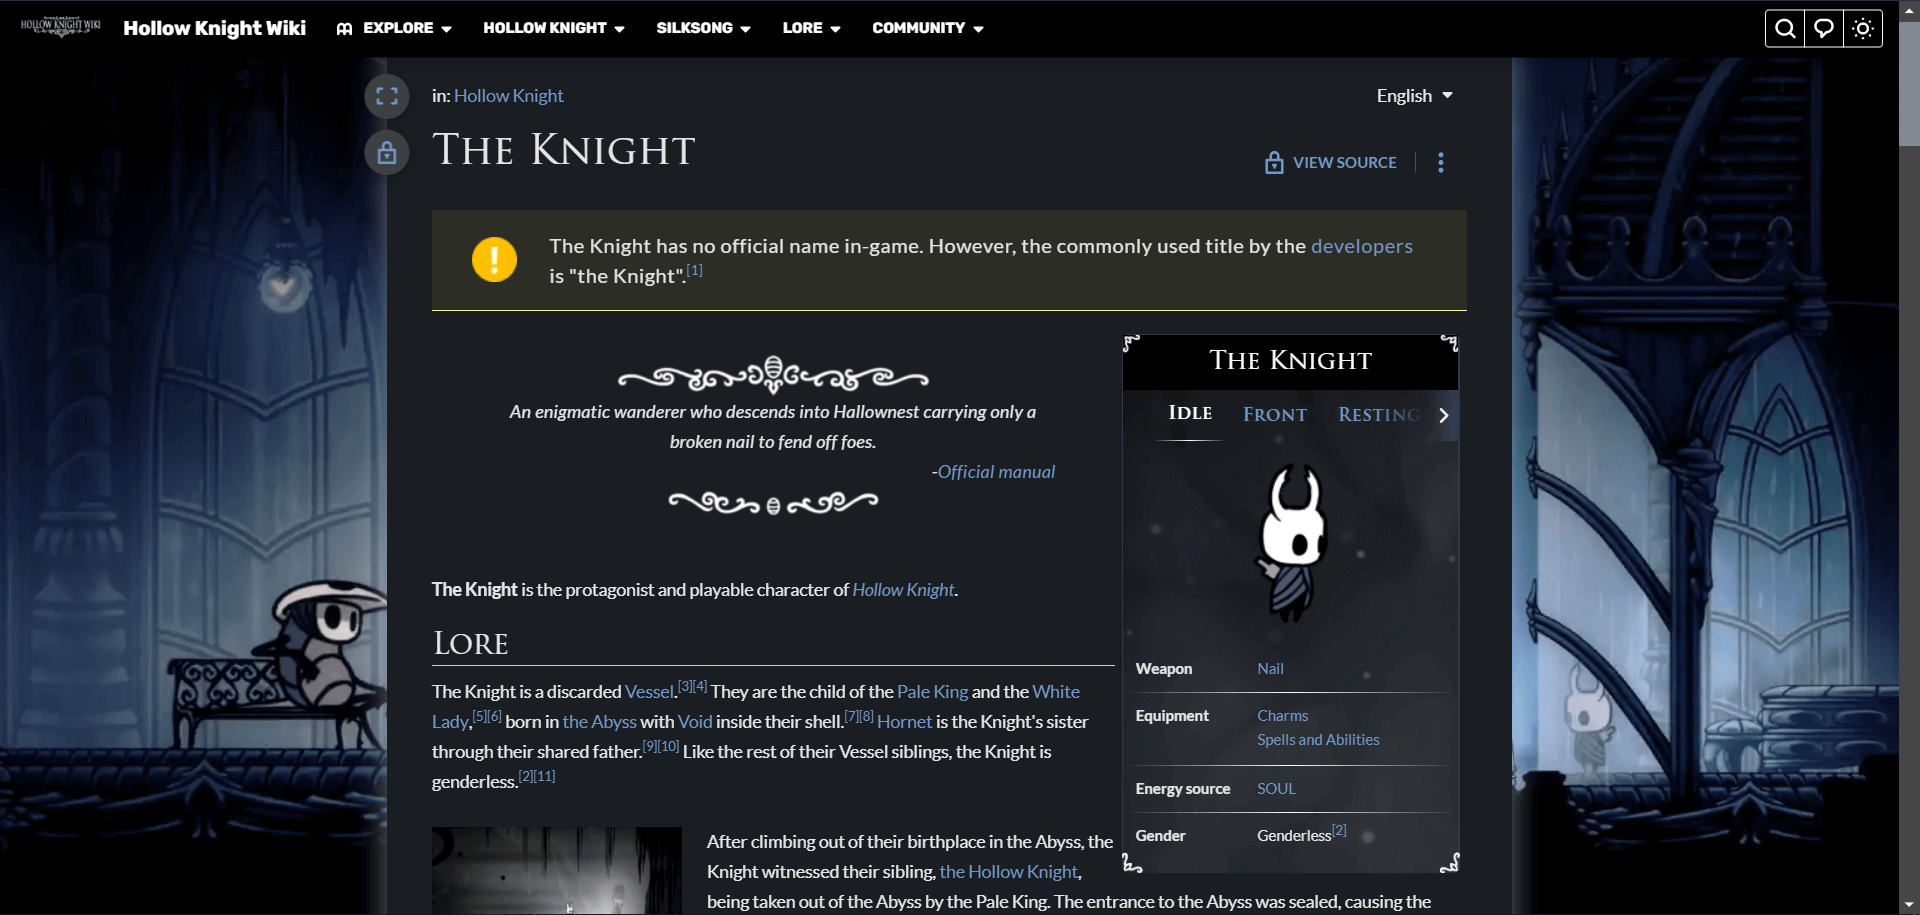 HOLLOW KNIGHT WIKI
Hollow Knight Wiki
EXPLORE
HOLLOW KNIGHT
SILKSONG
LORE
COMMUNITY
in: Hollow Knight
English
THE KNIGHT
VIEW SOURCE
The Knight has no official name in-game. However, the commonly used title by the developers
is "the Knight".[1]
An enigmatic wanderer who descends into Hallownest carrying only a
broken nail to fend off foes.
-Official manual
The Knight is the protagonist and playable character of Hollow Knight.
LORE
The Knight is a discarded Vessel.[3][4] They are the child of the Pale King and the White
Lady,[5][6] born in the Abyss with Void inside their shell.[7][8] Hornet is the Knight's sister
through their shared father.[9][10] Like the rest of their Vessel siblings, the Knight is
genderless.[2][11]
After climbing out of their birthplace in the Abyss, the
Knight witnessed their sibling, the Hollow Knight,
being taken out of the Abyss by the Pale King. The entrance to the Abyss was sealed, causing the
THE KNIGHT
IDLE
FRONT
RESTING
Weapon
Nail
Equipment
Charms
Spells and Abilities
Energy source
SOUL
Gender
Genderless[2]